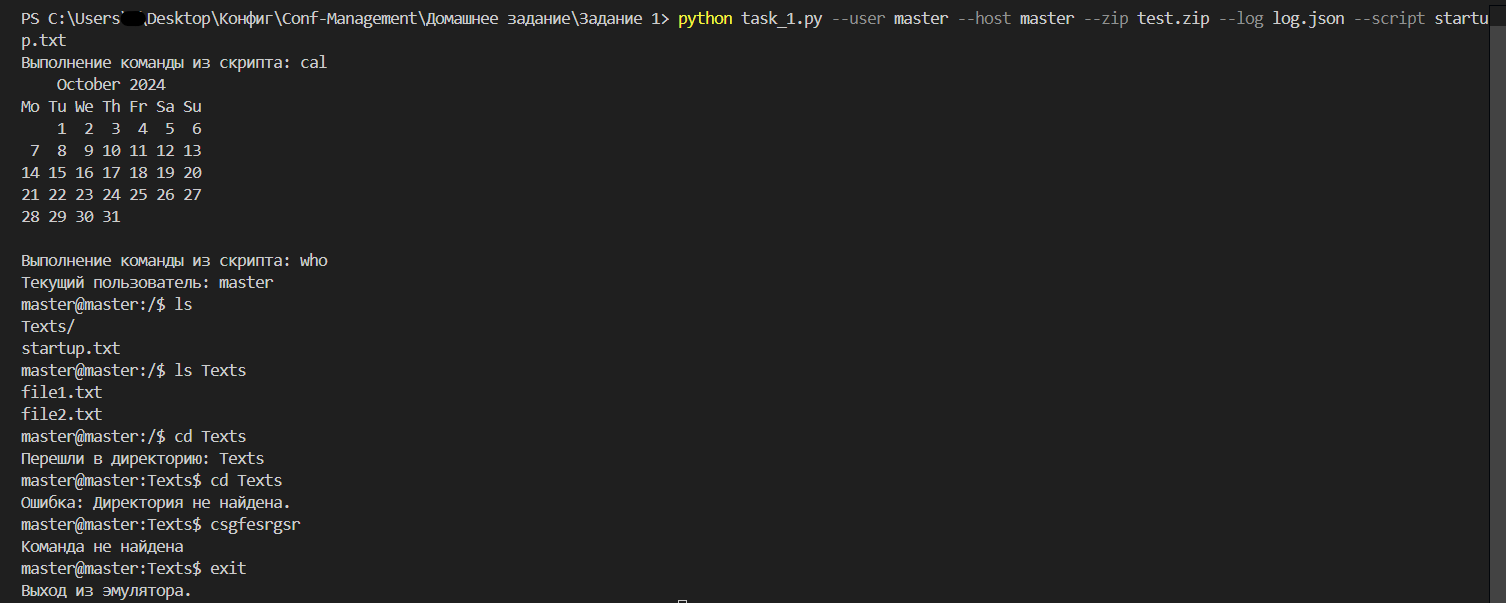 PS C:\Users\ \Desktop\Конфиг\Conf-Management\Домашнее задание\Задание 1> python task_1.py --user master --host master --zip test.zip --log log.json --script startu
p.txt
Выполнение команды из скрипта: cal
    October 2024
Mo Tu We Th Fr Sa Su
    1  2  3  4  5  6
 7  8  9 10 11 12 13
14 15 16 17 18 19 20
21 22 23 24 25 26 27
28 29 30 31

Выполнение команды из скрипта: who
Текущий пользователь: master
master@master:/$ ls
Texts/
startup.txt
master@master:/$ ls Texts
file1.txt
file2.txt
master@master:/$ cd Texts
Перешли в директорию: Texts
master@master:Texts$ cd Texts
Ошибка: Директория не найдена.
master@master:Texts$ csgfesrgsr
Команда не найдена
master@master:Texts$ exit
Выход из эмулятора.